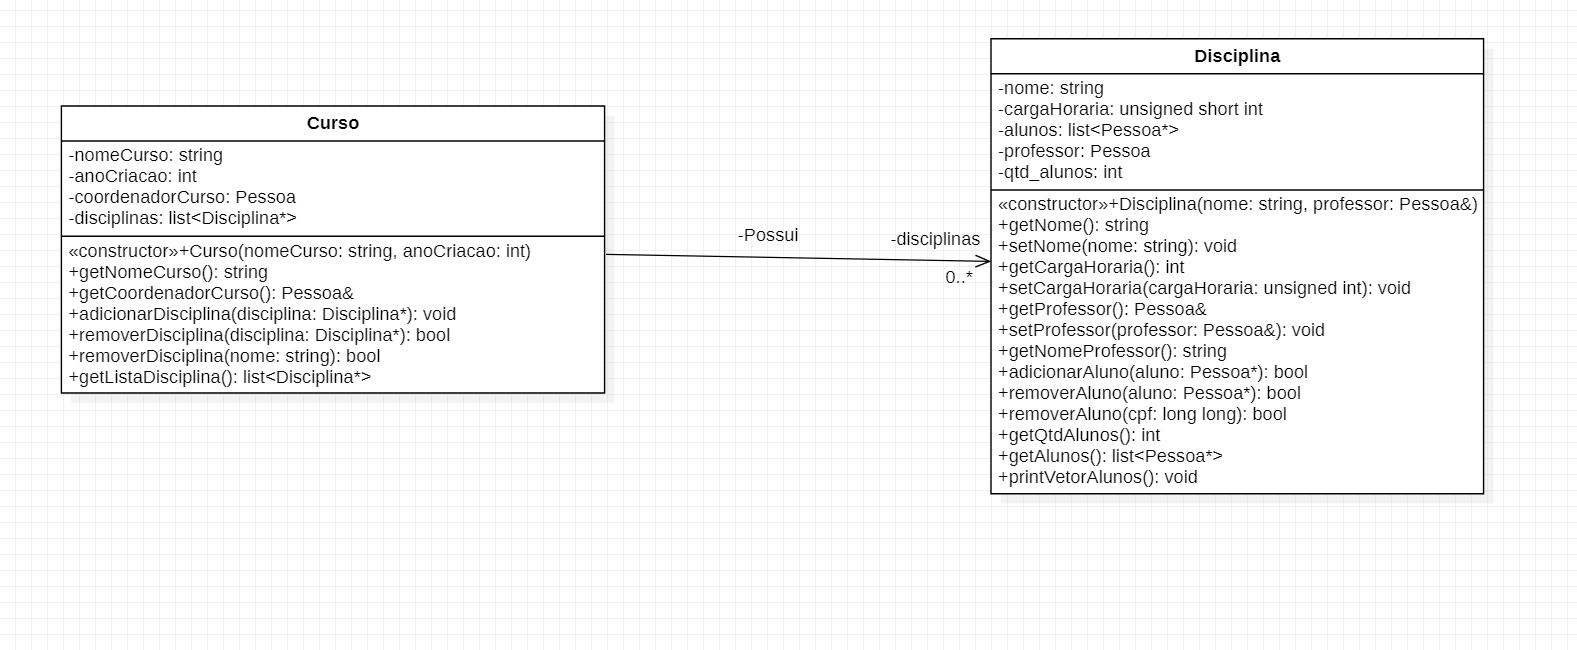 Curso
-nomeCurso: string
-anoCriacao: int
-coordenadorCurso: Pessoa
-disciplinas: list<Disciplina*>
«constructor»+Curso(nomeCurso: string, anoCriacao: int)
+getNomeCurso(): string
+getCoordenadorCurso(): Pessoa&
+adicionarDisciplina(disciplina: Disciplina*): void
+removerDisciplina(disciplina: Disciplina*): bool
+removerDisciplina(nome: string): bool
+getListaDisciplina(): list<Disciplina*>
-Possui
-disciplinas
0..*
Disciplina
-nome: string
-cargaHoraria: unsigned short int
-alunos: list<Pessoa*>
-professor: Pessoa
-qtd_alunos: int
«constructor»+Disciplina(nome: string, professor: Pessoa&)
+getNome(): string
+setNome(nome: string): void
+getCargaHoraria(): int
+setCargaHoraria(cargaHoraria: unsigned int): void
+getProfessor(): Pessoa&
+setProfessor(professor: Pessoa&): void
+getNomeProfessor(): string
+adicionarAluno(aluno: Pessoa*): bool
+removerAluno(aluno: Pessoa*): bool
+removerAluno(cpf: long long): bool
+getQtdAlunos(): int
+getAlunos(): list<Pessoa*>
+printVetorAlunos(): void